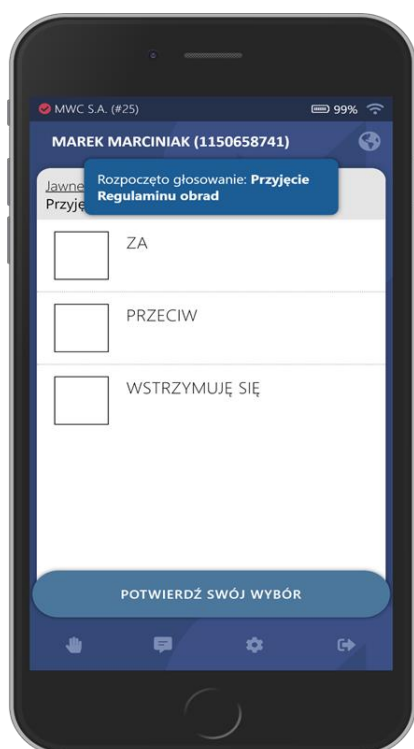 MWC S.A. (#25) 99%
MAREK MARCINIAK (1150658741)
Rozpoczęto głosowanie: Przyjęcie
Regulaminu obrad
Jawne
Przyję
ZA
PRZECIW
WSTRZYMUJĘ SIĘ
POTWIERDŹ SWÓJ WYBÓR